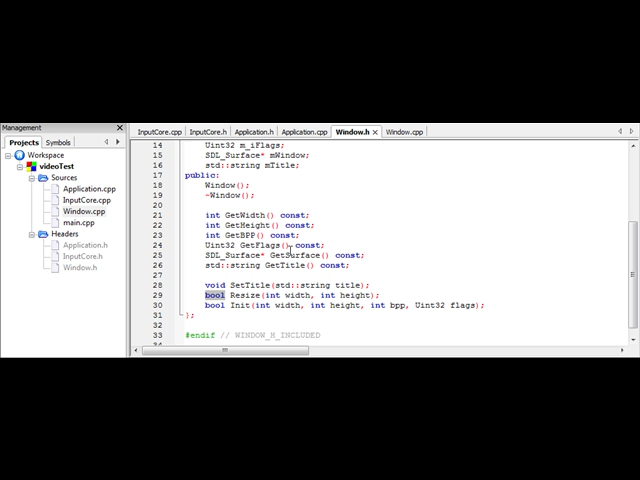 Management
Projects
Symbols
Workspace
videoTest
Sources
Application.cpp
InputCore.cpp
Window.cpp
main.cpp
Headers
Application.h
InputCore.h
Window.h
InputCore.cpp InputCore.h Application.h Application.cpp Window.h Window.cpp
14 Uint32 m_iFlags;
15 SDL_Surface* mWindow;
16 std::string mTitle;
17 public:
18 Window();
19 ~Window();
20
21 int GetWidth() const;
22 int GetHeight() const;
23 int GetBPP() const;
24 Uint32 GetFlags() const;
25 SDL_Surface* GetSurface() const;
26 std::string GetTitle() const;
27
28 void SetTitle(std::string title);
29 bool Resize(int width, int height);
30 bool Init(int width, int height, int bpp, Uint32 flags);
31 };
32
33 #endif // WINDOW_H_INCLUDED